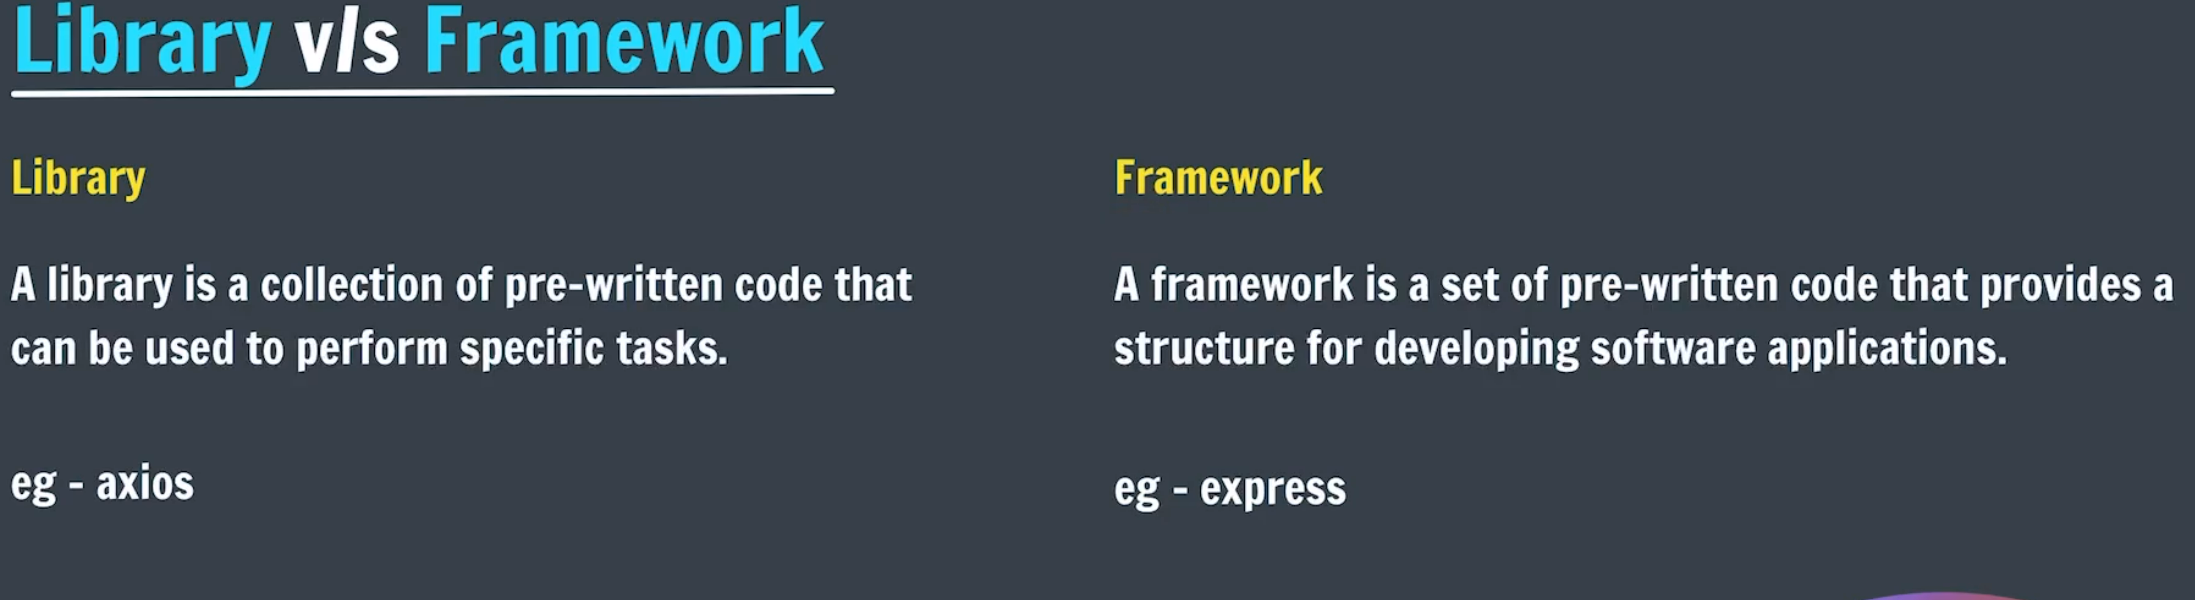 Library v/s Framework
Library
A library is a collection of pre-written code that
can be used to perform specific tasks.
eg - axios
Framework
A framework is a set of pre-written code that provides a
structure for developing software applications.
eg - express